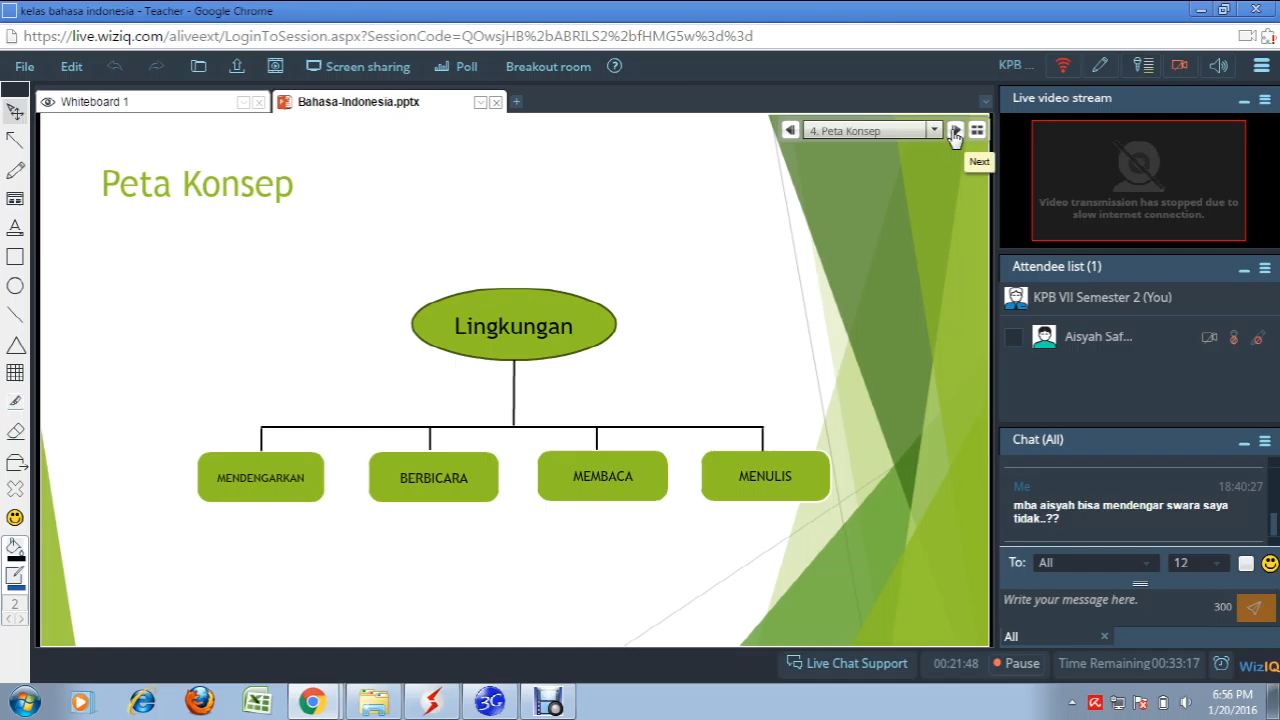 kelas bahasa indonesia - Teacher - Google Chrome
https://live.wiziq.com/aliveext/LoginToSession.aspx?SessionCode=QOwsjHB%2bABRILS2%2bfHMG5w%3d%3d
File Edit Screen sharing Poll Breakout room KPB ...
Whiteboard 1 Bahasa-Indonesia.pptx
4. Peta Konsep
Next
Peta Konsep
Lingkungan
MENDENGARKAN BERBICARA MEMBACA MENULIS
2
Live video stream
Video transmission has stopped due to
slow internet connection.
Attendee list (1)
KPB VII Semester 2 (You)
Aisyah Saf...
Chat (All)
Me 18:40:27
mba aisyah bisa mendengar swara saya
tidak..??
To: All 12
Write your message here. 300
All
Live Chat Support 00:21:48 Pause Time Remaining 00:33:17 WizIQ
3G
6:56 PM
1/20/2016